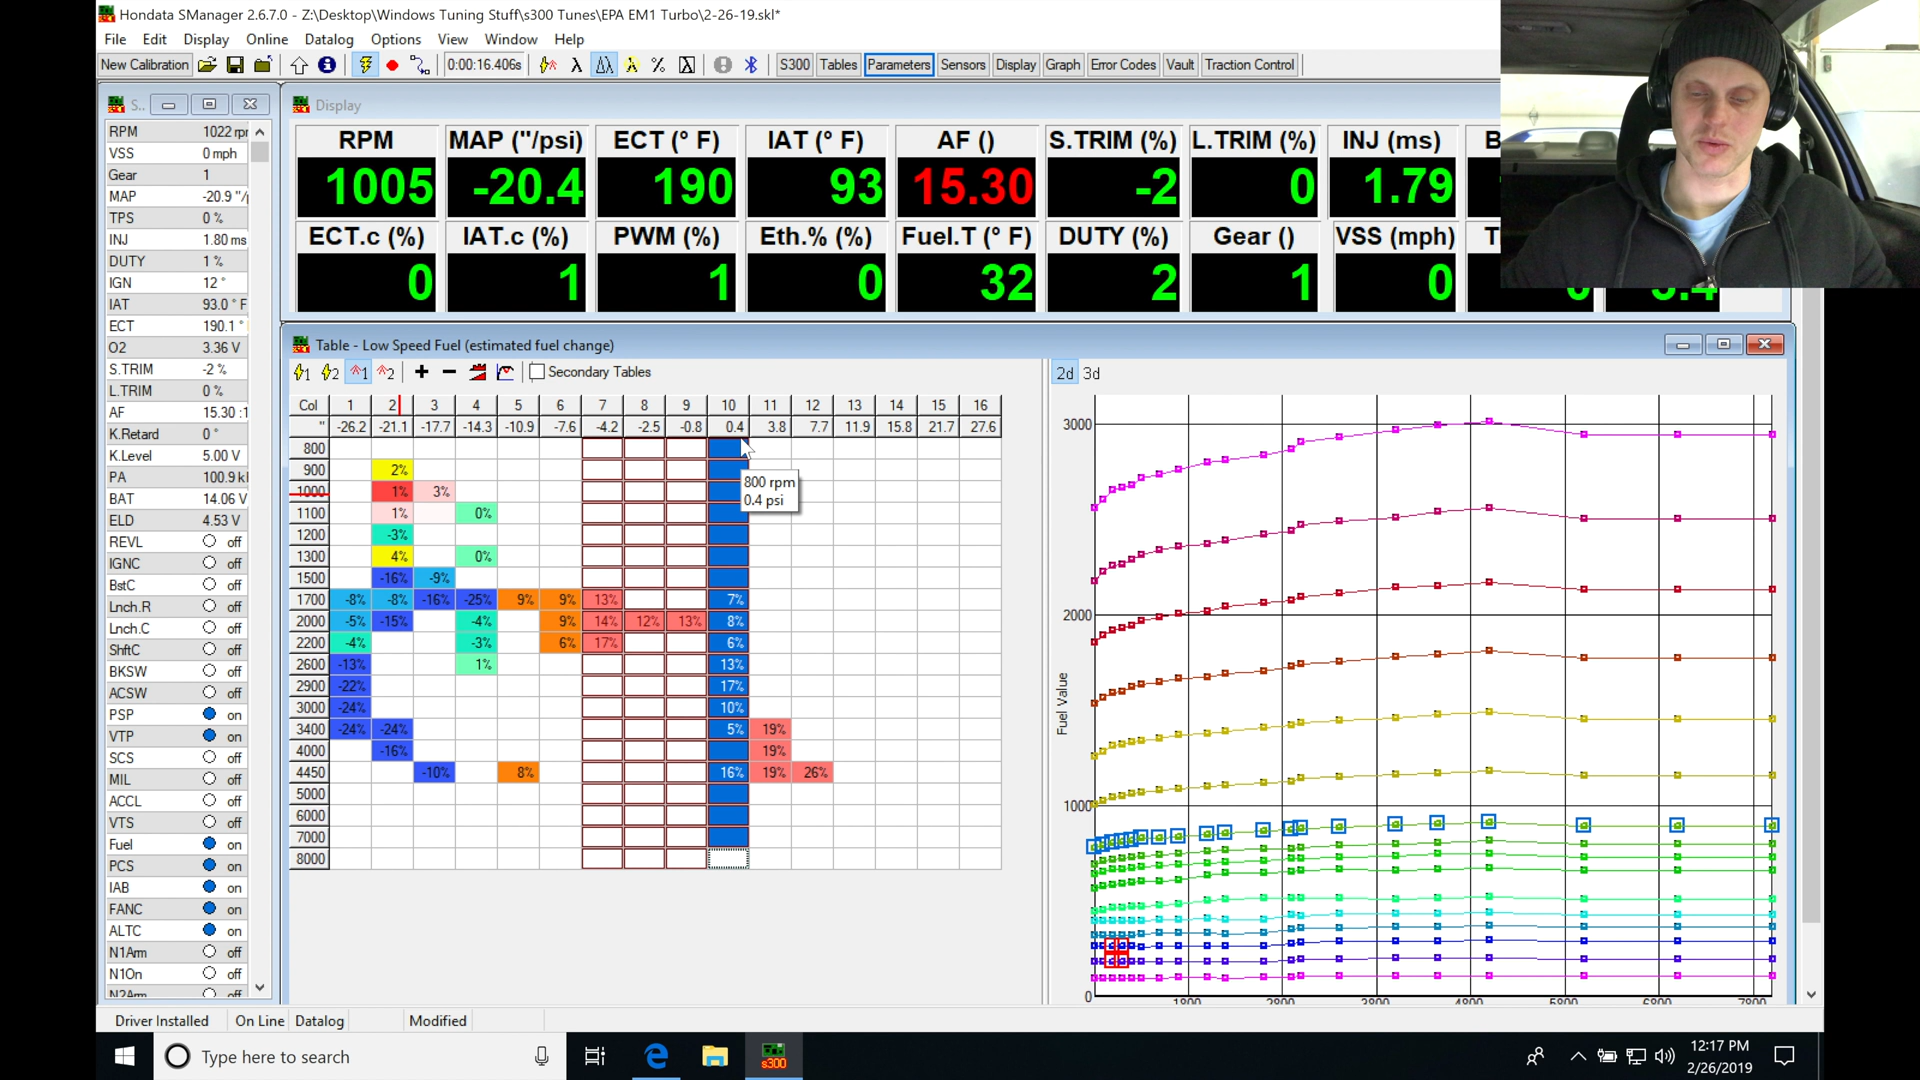 Hondata SManager 2.6.7.0 - Z:\Desktop\Windows Tuning Stuff\s300 Tunes\EPA EM1 Turbo\2-26-19.skl*
File Edit Display Online Datalog Options View Window Help
New Calibration 0:00:16.406s λ % S300 Tables Parameters Sensors Display Graph Error Codes Vault Traction Control
S..
RPM 1022 rpm
VSS 0 mph
Gear 1
MAP -20.9 "/
TPS 0 %
INJ 1.80 ms
DUTY 1 %
IGN 12 °
IAT 93.0 ° F
ECT 190.1 °
O2 3.36 V
S.TRIM -2 %
L.TRIM 0 %
AF 15.30 :1
K.Retard 0 °
K.Level 5.00 V
PA 100.9 k
BAT 14.06 V
ELD 4.53 V
REVL off
IGNC off
BstC off
Lnch.R off
Lnch.C off
ShftC off
BKSW off
ACSW off
PSP on
VTP on
SCS off
MIL off
ACCL off
VTS off
Fuel on
PCS on
IAB on
FANC on
ALTC on
N1Arm off
N1On off
N2Arm off
Display
RPM MAP ("/psi) ECT (° F) IAT (° F) AF () S.TRIM (%) L.TRIM (%) INJ (ms) B
1005 -20.4 190 93 15.30 -2 0 1.79
ECT.c (%) IAT.c (%) PWM (%) Eth.% (%) Fuel.T (° F) DUTY (%) Gear () VSS (mph)
0 1 1 0 32 2 1 0
Table - Low Speed Fuel (estimated fuel change)
1 2 1 2 + - Secondary Tables
Col 1 2 3 4 5 6 7 8 9 10 11 12 13 14 15 16
" -26.2 -21.1 -17.7 -14.3 -10.9 -7.6 -4.2 -2.5 -0.8 0.4 3.8 7.7 11.9 15.8 21.7 27.6
800
900 2%
1000 1% 3%
1100 1% 0%
1200 -3%
1300 4% 0%
1500 -16% -9%
1700 -8% -8% -16% -25% 9% 9% 13% 7%
2000 -5% -15% -4% 9% 14% 12% 13% 8%
2200 -4% -3% 6% 17% 6%
2600 -13% 1% 13%
2900 -22% 17%
3000 -24% 10%
3400 -24% -24% 5% 19%
4000 -16% 19%
4450 -10% 8% 16% 19% 26%
5000
6000
7000
8000
800 rpm
0.4 psi
2d 3d
3000
2000
1000
0
Fuel Value
1800 2800 3800 4800 5800 6800 7800
Driver Installed On Line Datalog Modified
Type here to search
s300
12:17 PM
2/26/2019